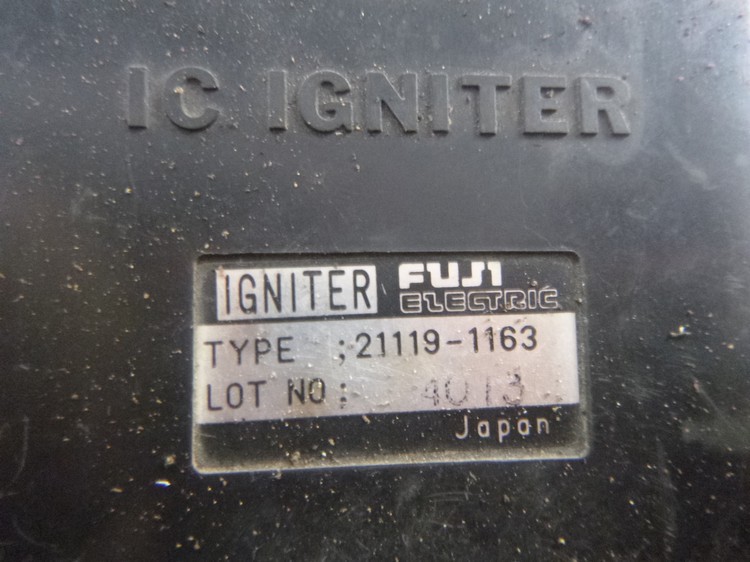 IC IGNITER
IGNITER FUJI ELECTRIC
TYPE ; 21119-1163
LOT NO :
Japan